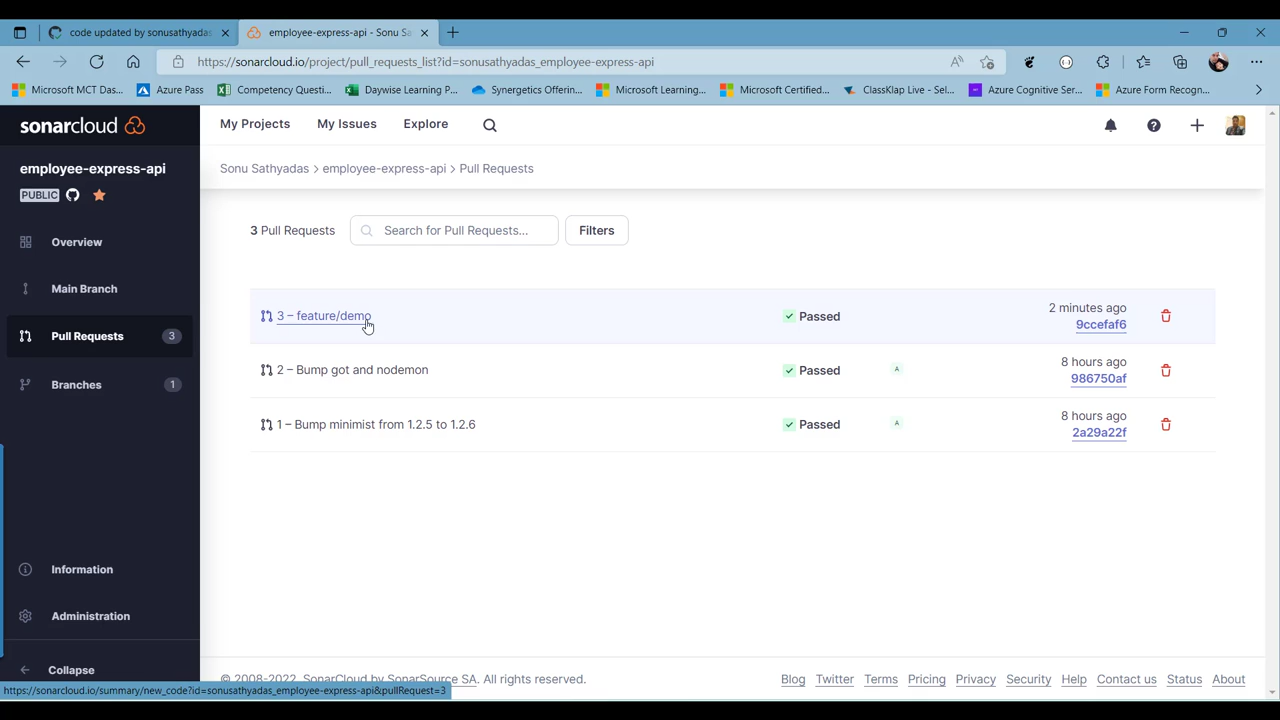 code updated by sonusathyadas
employee-express-api - Sonu Sa
https://sonarcloud.io/project/pull_requests_list?id=sonusathyadas_employee-express-api
Microsoft MCT Das...
Azure Pass
Competency Questi...
Daywise Learning P...
Synergetics Offering...
Microsoft Learning...
Microsoft Certified...
ClassKlap Live - Sel...
Azure Cognitive Ser...
Azure Form Recogn...
sonarcloud
My Projects
My Issues
Explore
employee-express-api
PUBLIC
Sonu Sathyadas > employee-express-api > Pull Requests
Overview
Main Branch
Pull Requests 3
Branches 1
Information
Administration
Collapse
3 Pull Requests
Search for Pull Requests...
Filters
3 – feature/demo
Passed
2 minutes ago
9ccefaf6
2 – Bump got and nodemon
Passed
A
8 hours ago
986750af
1 – Bump minimist from 1.2.5 to 1.2.6
Passed
A
8 hours ago
2a29a22f
© 2008-2022, SonarCloud by SonarSource SA. All rights reserved.
Blog
Twitter
Terms
Pricing
Privacy
Security
Help
Contact us
Status
About
https://sonarcloud.io/summary/new_code?id=sonusathyadas_employee-express-api&pullRequest=3